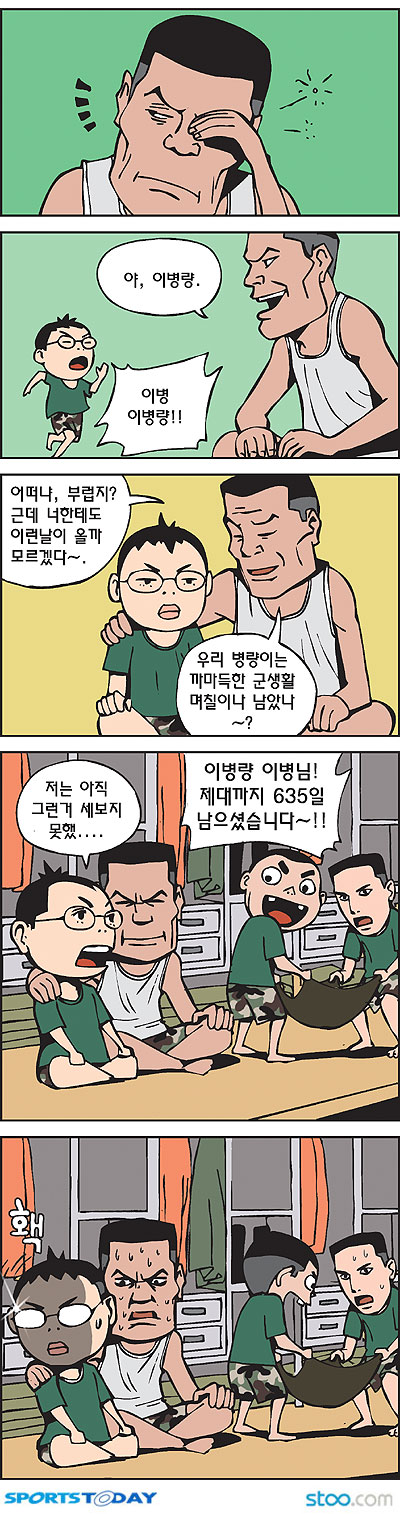 야, 이병량.
이병
이병량!!
어떠냐, 부럽지?
근데 너한테도
이런날이 올까
모르겠다~.
우리 병량이는
까마득한 군생활
며칠이나 남았나
~?
저는 아직
그런거 세보지
못했....
이병량 이병님!
제대까지 635일
남으셨습니다~!!
홱
SPORTSTODAY
stoo.com